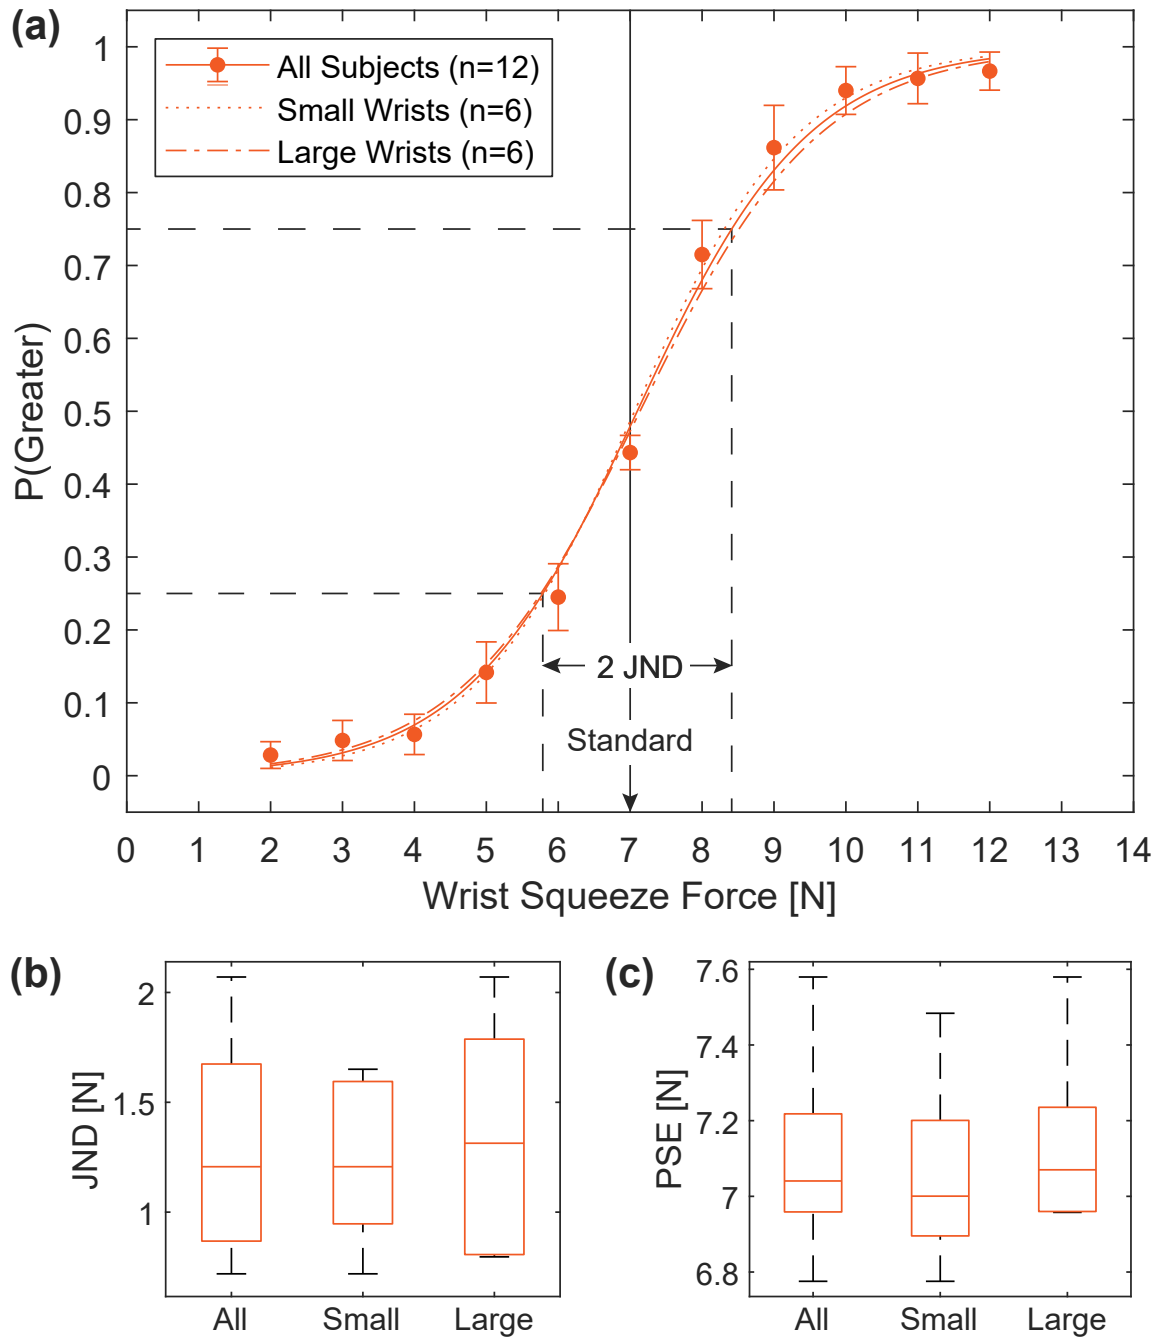 (a)
All Subjects (n=12)
Small Wrists (n=6)
Large Wrists (n=6)
1
0.9
0.8
0.7
0.6
0.5
0.4
0.3
0.2
0.1
0
P(Greater)
2 JND
Standard
0 1 2 3 4 5 6 7 8 9 10 11 12 13 14
Wrist Squeeze Force [N]
(b)
2
1.5
1
JND [N]
All Small Large
(c)
7.6
7.4
7.2
7
6.8
PSE [N]
All Small Large